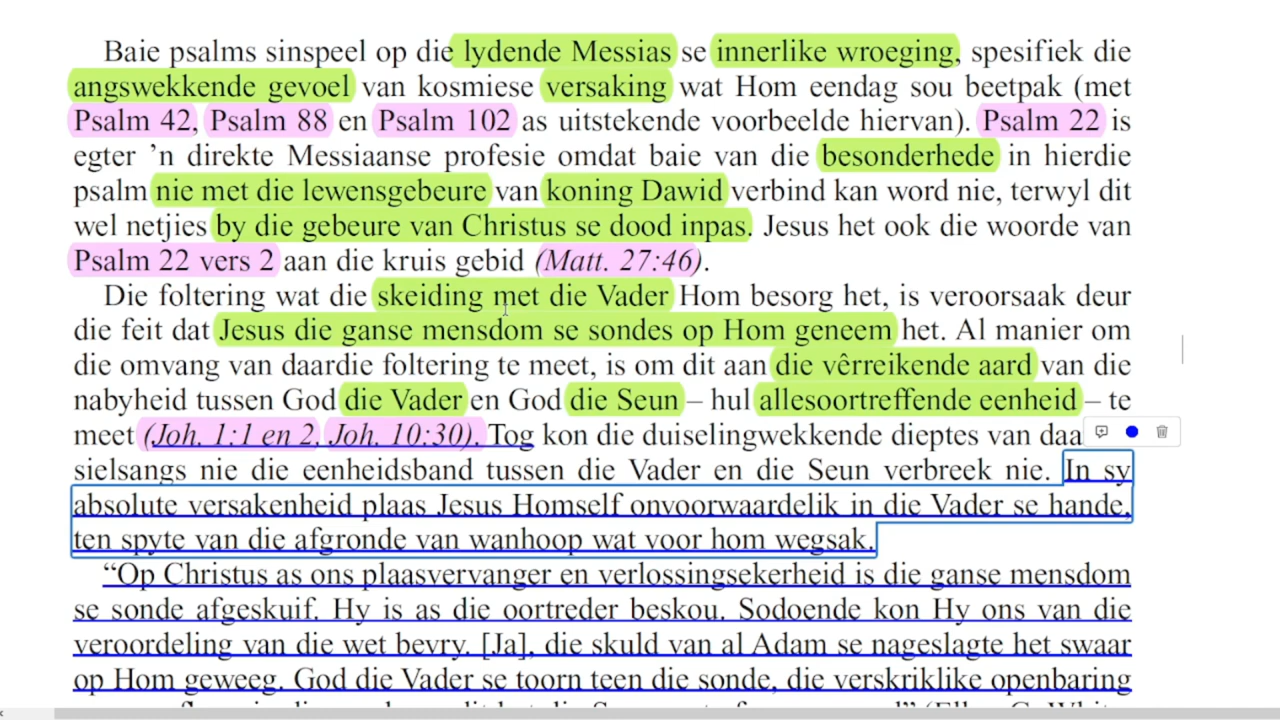 Baie psalms sinspeel op die lydende Messias se innerlike wroeging, spesifiek die
angswekkende gevoel van kosmiese versaking wat Hom eendag sou beetpak (met
Psalm 42, Psalm 88 en Psalm 102 as uitstekende voorbeelde hiervan). Psalm 22 is
egter ’n direkte Messiaanse profesie omdat baie van die besonderhede in hierdie
psalm nie met die lewensgebeure van koning Dawid verbind kan word nie, terwyl dit
wel netjies by die gebeure van Christus se dood inpas. Jesus het ook die woorde van
Psalm 22 vers 2 aan die kruis gebid (Matt. 27:46).
Die foltering wat die skeiding met die Vader Hom besorg het, is veroorsaak deur
die feit dat Jesus die ganse mensdom se sondes op Hom geneem het. Al manier om
die omvang van daardie foltering te meet, is om dit aan die vêrreikende aard van die
nabyheid tussen God die Vader en God die Seun – hul allesoortreffende eenheid – te
meet (Joh. 1:1 en 2, Joh. 10:30). Tog kon die duiselingwekkende dieptes van
sielsangs nie die eenheidsband tussen die Vader en die Seun verbreek nie. In sy
absolute versakenheid plaas Jesus Homself onvoorwaardelik in die Vader se hande,
ten spyte van die afgronde van wanhoop wat voor hom wegsak.
“Op Christus as ons plaasvervanger en verlossingsekerheid is die ganse mensdom
se sonde afgeskuif. Hy is as die oortreder beskou. Sodoende kon Hy ons van die
veroordeling van die wet bevry. [Ja], die skuld van al Adam se nageslagte het swaar
op Hom geweeg. God die Vader se toorn teen die sonde, die verskriklike openbaring